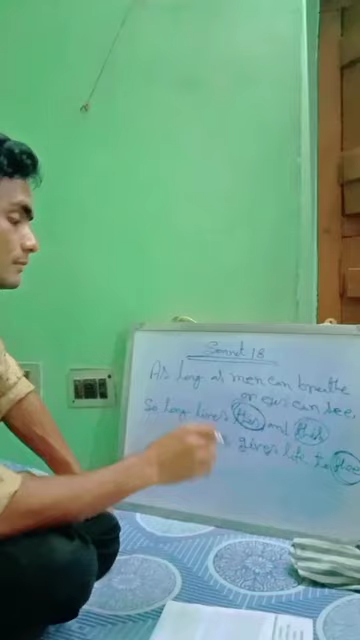 Sonnet 18
As long as men can breathe
or eyes can see,
So long lives this and this
gives life to thee